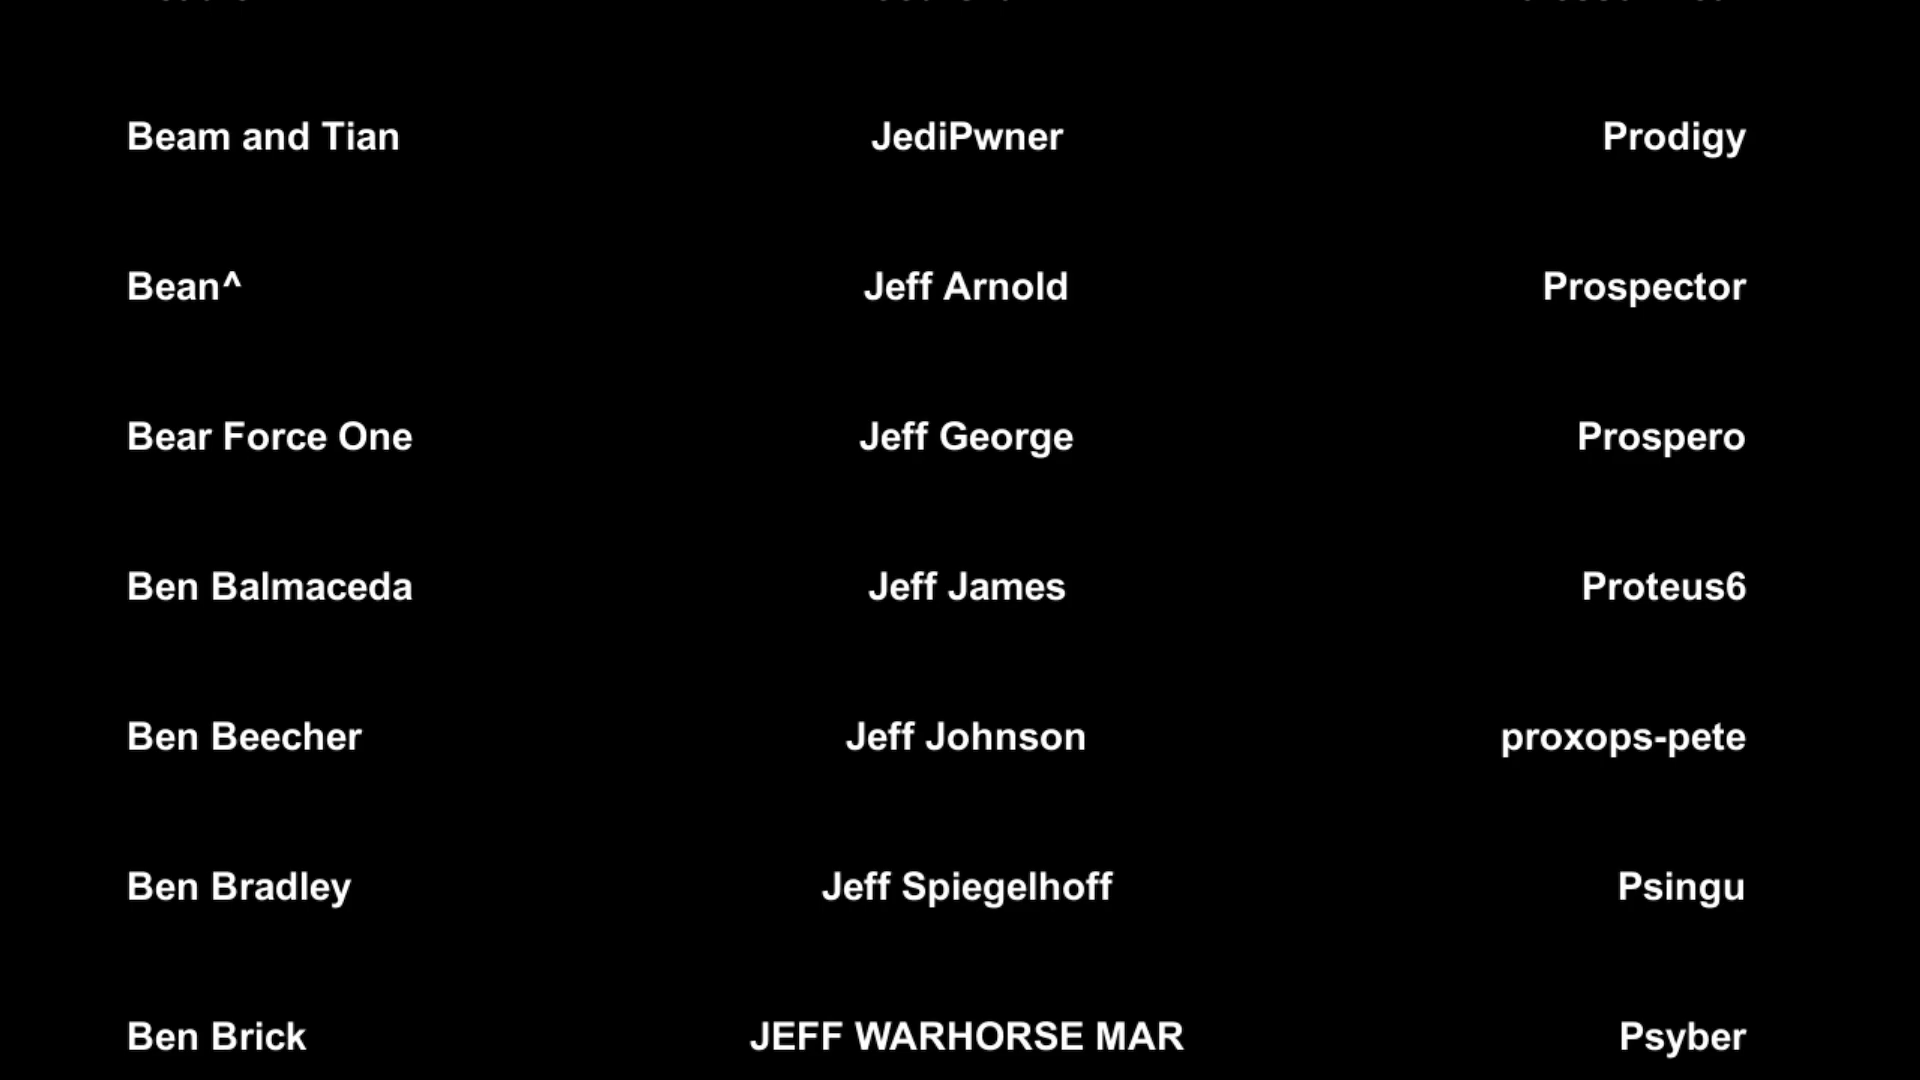 Beam and Tian JediPwner Prodigy
Bean^ Jeff Arnold Prospector
Bear Force One Jeff George Prospero
Ben Balmaceda Jeff James Proteus6
Ben Beecher Jeff Johnson proxops-pete
Ben Bradley Jeff Spiegelhoff Psingu
Ben Brick JEFF WARHORSE MAR Psyber